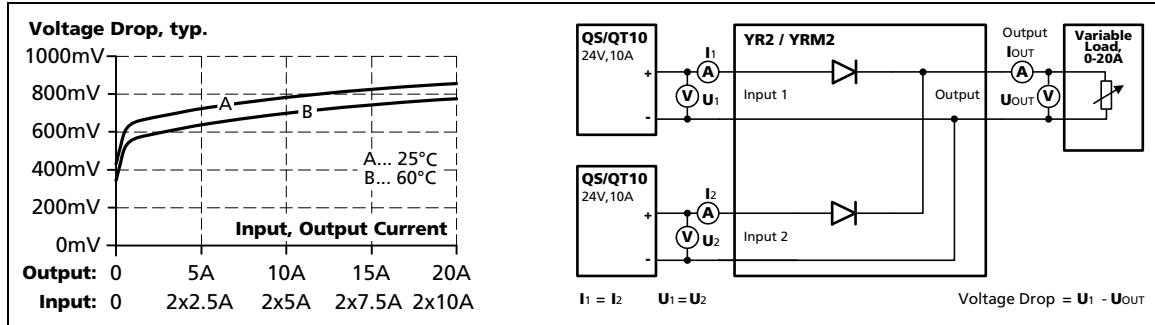 Voltage Drop, typ.
1000mV
800mV
600mV
400mV
200mV
0mV
A
B
A... 25°C
B... 60°C
Input, Output Current
Output: 0 5A 10A 15A 20A
Input: 0 2x2.5A 2x5A 2x7.5A 2x10A
QS/QT10
24V,10A
+
-
I1
A
V
U1
YR2 / YRM2
Input 1
Output
Output
IOUT
A
UOUT
V
Variable
Load,
0-20A
QS/QT10
24V,10A
+
-
I2
A
V
U2
Input 2
I1 = I2 U1 = U2
Voltage Drop = U1 - UOUT